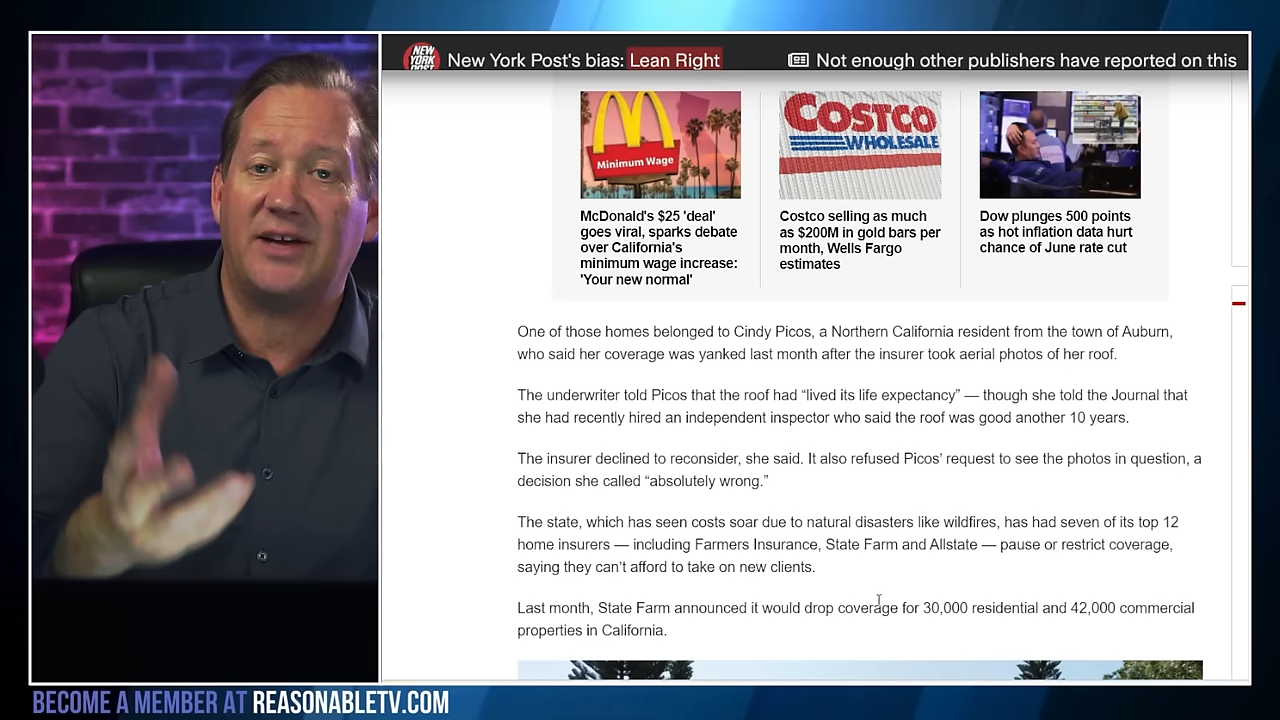 NEW YORK POST
New York Post's bias: Lean Right
Not enough other publishers have reported on this
Minimum Wage
COSTCO
WHOLESALE
McDonald's $25 'deal'
goes viral, sparks debate
over California's
minimum wage increase:
'Your new normal'
Costco selling as much
as $200M in gold bars per
month, Wells Fargo
estimates
Dow plunges 500 points
as hot inflation data hurt
chance of June rate cut
One of those homes belonged to Cindy Picos, a Northern California resident from the town of Auburn,
who said her coverage was yanked last month after the insurer took aerial photos of her roof.
The underwriter told Picos that the roof had “lived its life expectancy” — though she told the Journal that
she had recently hired an independent inspector who said the roof was good another 10 years.
The insurer declined to reconsider, she said. It also refused Picos’ request to see the photos in question, a
decision she called “absolutely wrong.”
The state, which has seen costs soar due to natural disasters like wildfires, has had seven of its top 12
home insurers — including Farmers Insurance, State Farm and Allstate — pause or restrict coverage,
saying they can’t afford to take on new clients.
Last month, State Farm announced it would drop coverage for 30,000 residential and 42,000 commercial
properties in California.
BECOME A MEMBER AT REASONABLETV.COM